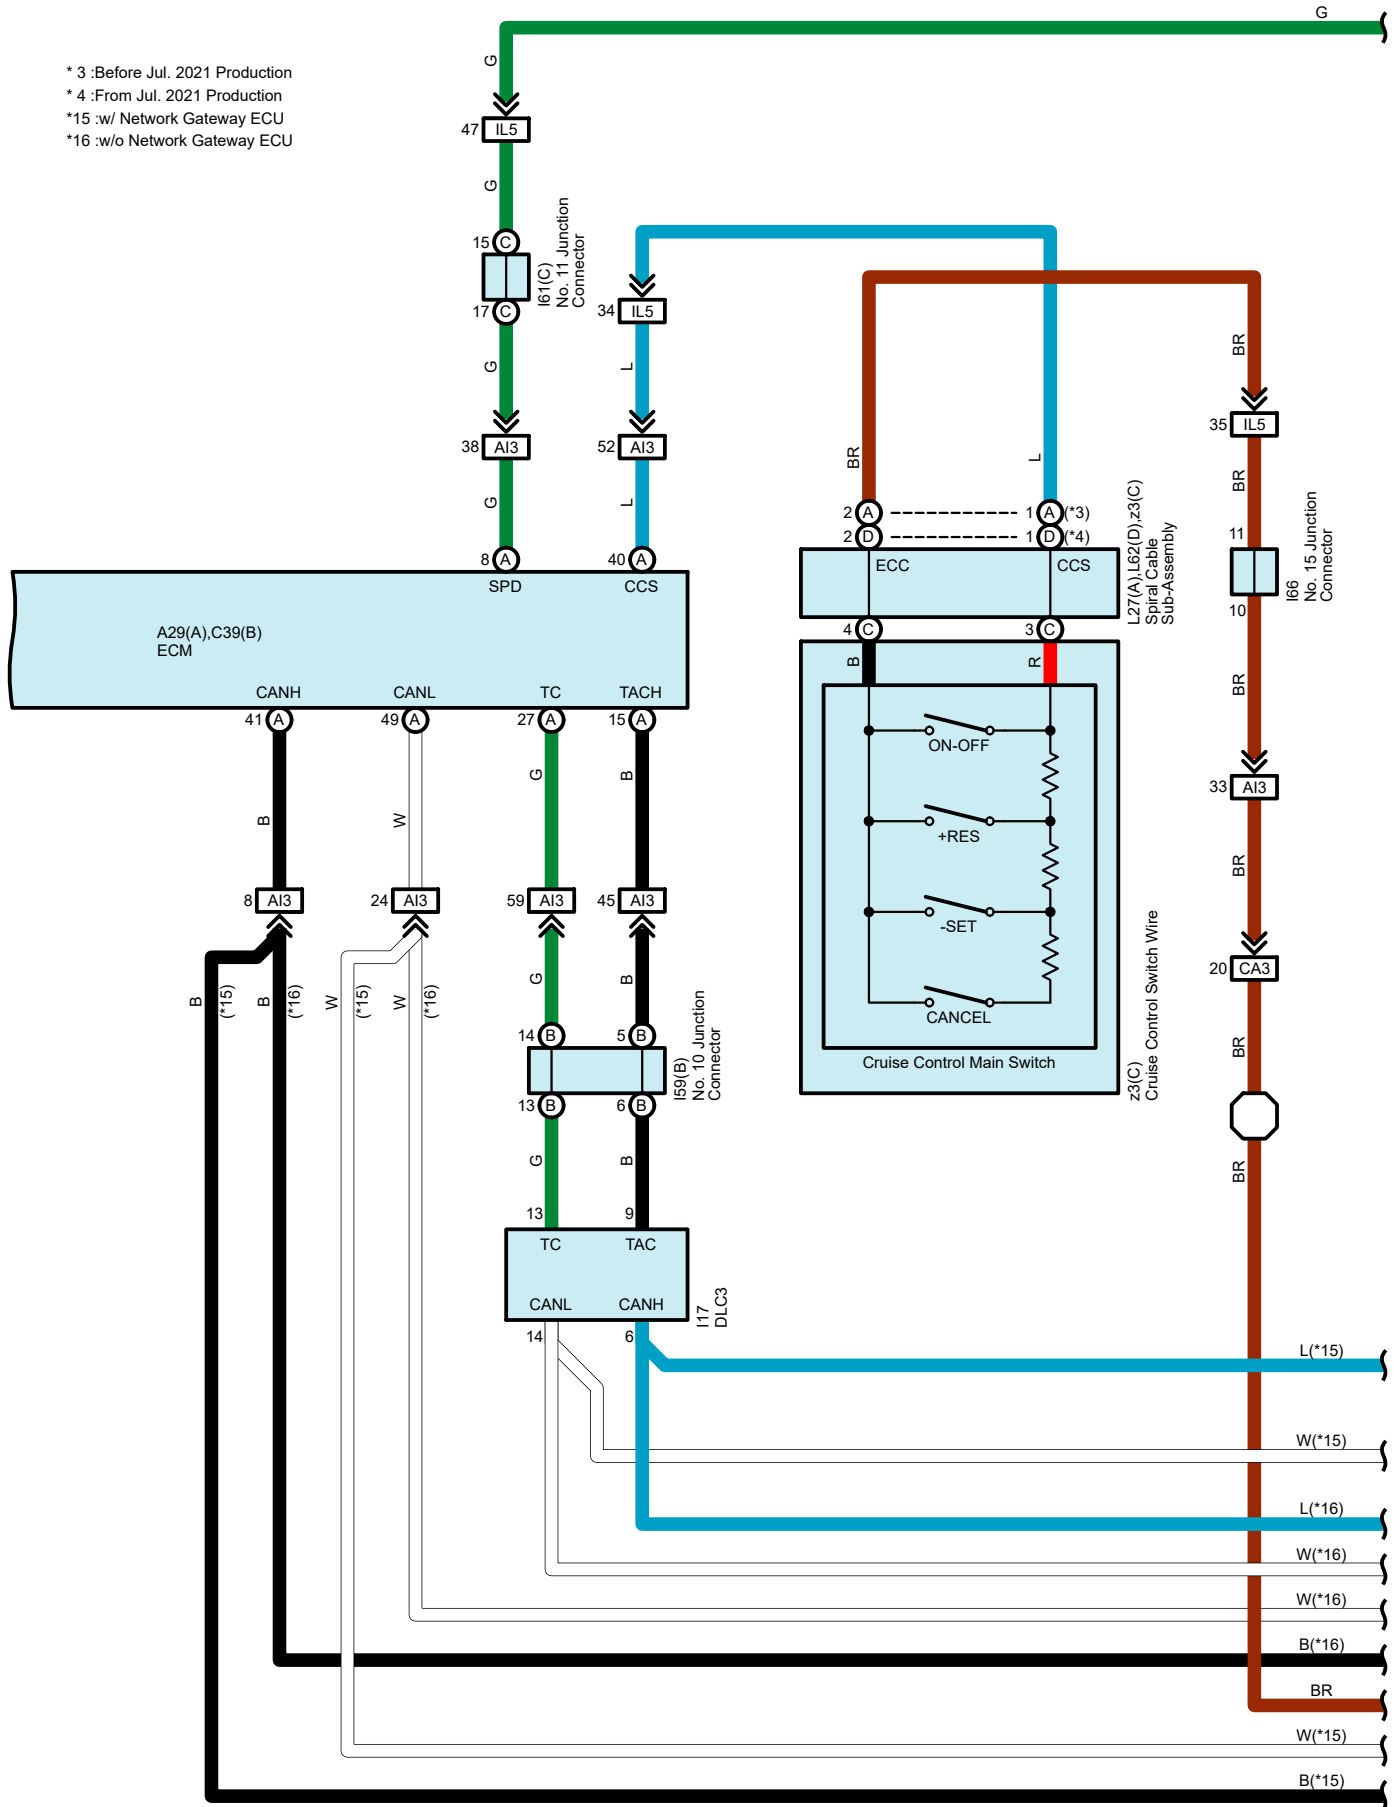 G
* 3 :Before Jul. 2021 Production
* 4 :From Jul. 2021 Production
*15 :w/ Network Gateway ECU
*16 :w/o Network Gateway ECU
G
47 IL5
G
15 C
I61(C)
No. 11 Junction
Connector
17 C
34 IL5
G
L
BR
35 IL5
38 AI3
52 AI3
BR
L
BR
G
L
2 A
1 A (*3)
2 D
1 D (*4)
L27(A),L62(D),z3(C)
Spiral Cable
Sub-Assembly
11
I66
No. 15 Junction
Connector
10
8 A
40 A
ECC
CCS
SPD
CCS
A29(A),C39(B)
ECM
4 C
3 C
B
R
BR
CANH
CANL
TC
TACH
41 A
49 A
27 A
15 A
ON-OFF
G
B
33 AI3
B
W
+RES
BR
8 AI3
24 AI3
59 AI3
45 AI3
-SET
20 CA3
G
B
B
(*15)
B
(*16)
W
(*15)
W
(*16)
CANCEL
14 B
5 B
I59(B)
No. 10 Junction
Connector
Cruise Control Main Switch
z3(C)
Cruise Control Switch Wire
BR
13 B
6 B
G
B
BR
13
9
TC
TAC
CANL
CANH
I17
DLC3
14
6
L(*15)
W(*15)
L(*16)
W(*16)
W(*16)
B(*16)
BR
W(*15)
B(*15)